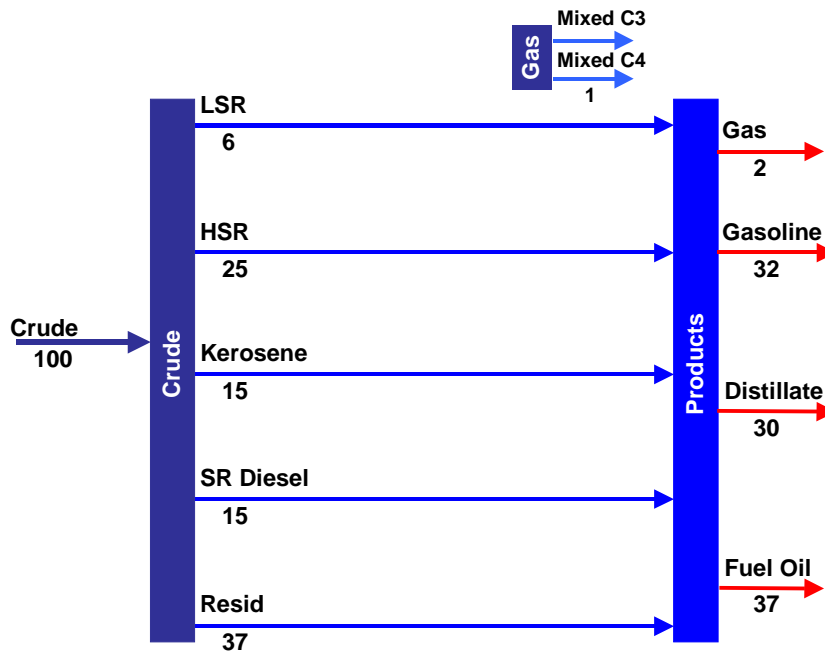 Mixed C3
Gas
Mixed C4
1
LSR
6
Gas
2
HSR
25
Gasoline
32
Crude
100
Crude
Kerosene
15
Products
Distillate
30
SR Diesel
15
Fuel Oil
37
Resid
37